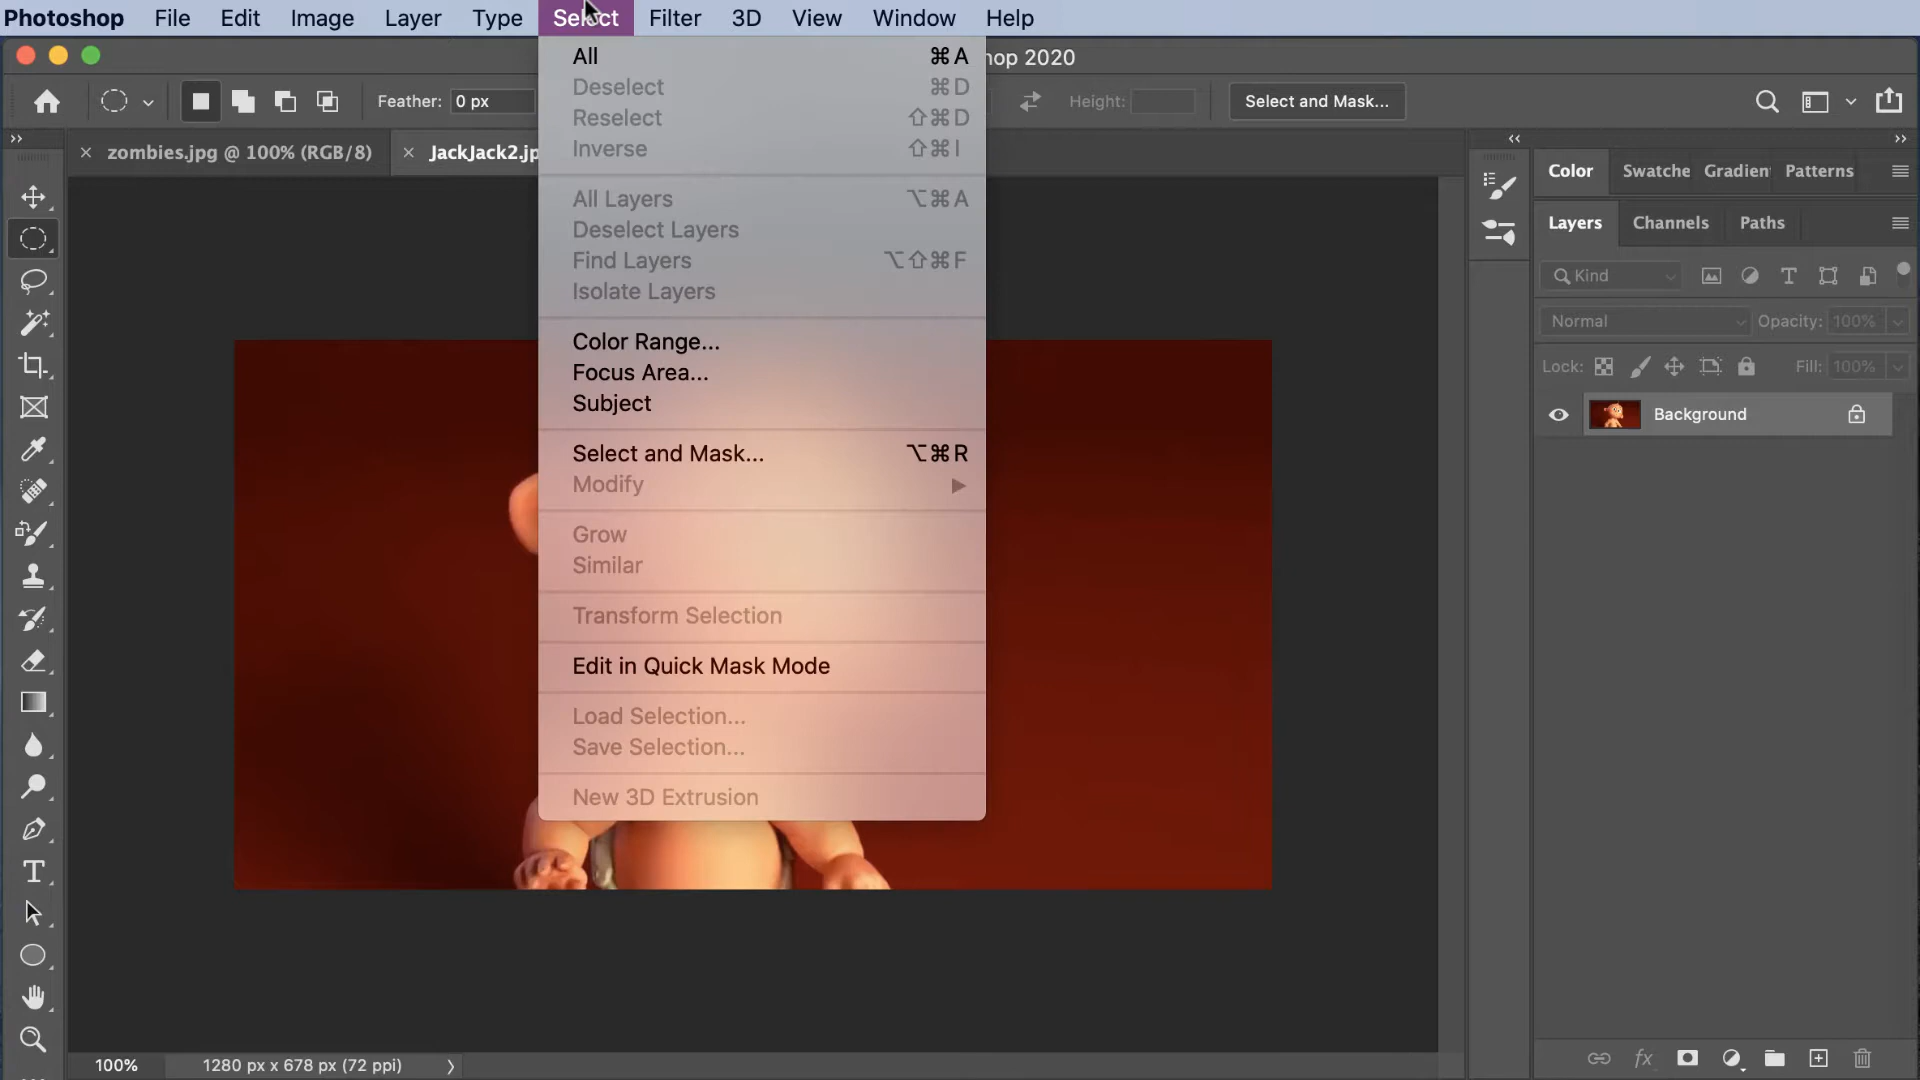 Photoshop File Edit Image Layer Type Select Filter 3D View Window Help
hop 2020
Feather: 0 px Height: Select and Mask...
zombies.jpg @ 100% (RGB/8) JackJack2.jp
All ⌘A
Deselect ⌘D
Reselect ⇧⌘D
Inverse ⇧⌘I
All Layers ⌥⌘A
Deselect Layers
Find Layers ⌥⇧⌘F
Isolate Layers
Color Range...
Focus Area...
Subject
Select and Mask... ⌥⌘R
Modify
Grow
Similar
Transform Selection
Edit in Quick Mask Mode
Load Selection...
Save Selection...
New 3D Extrusion
Color Swatche Gradien Patterns
Layers Channels Paths
Kind
Normal Opacity: 100%
Lock: Fill: 100%
Background
100% 1280 px x 678 px (72 ppi)
fx